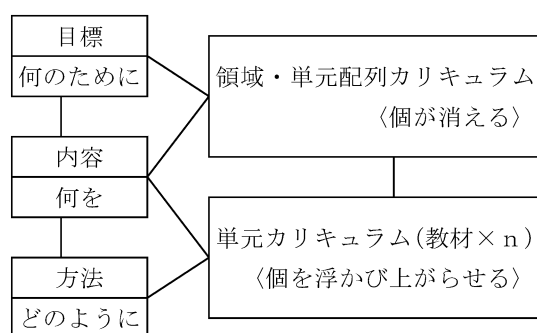 目標
何のために
内容
何を
方法
どのように
領域・単元配列カリキュラム
〈個が消える〉
単元カリキュラム(教材×n)
〈個を浮かび上がらせる〉